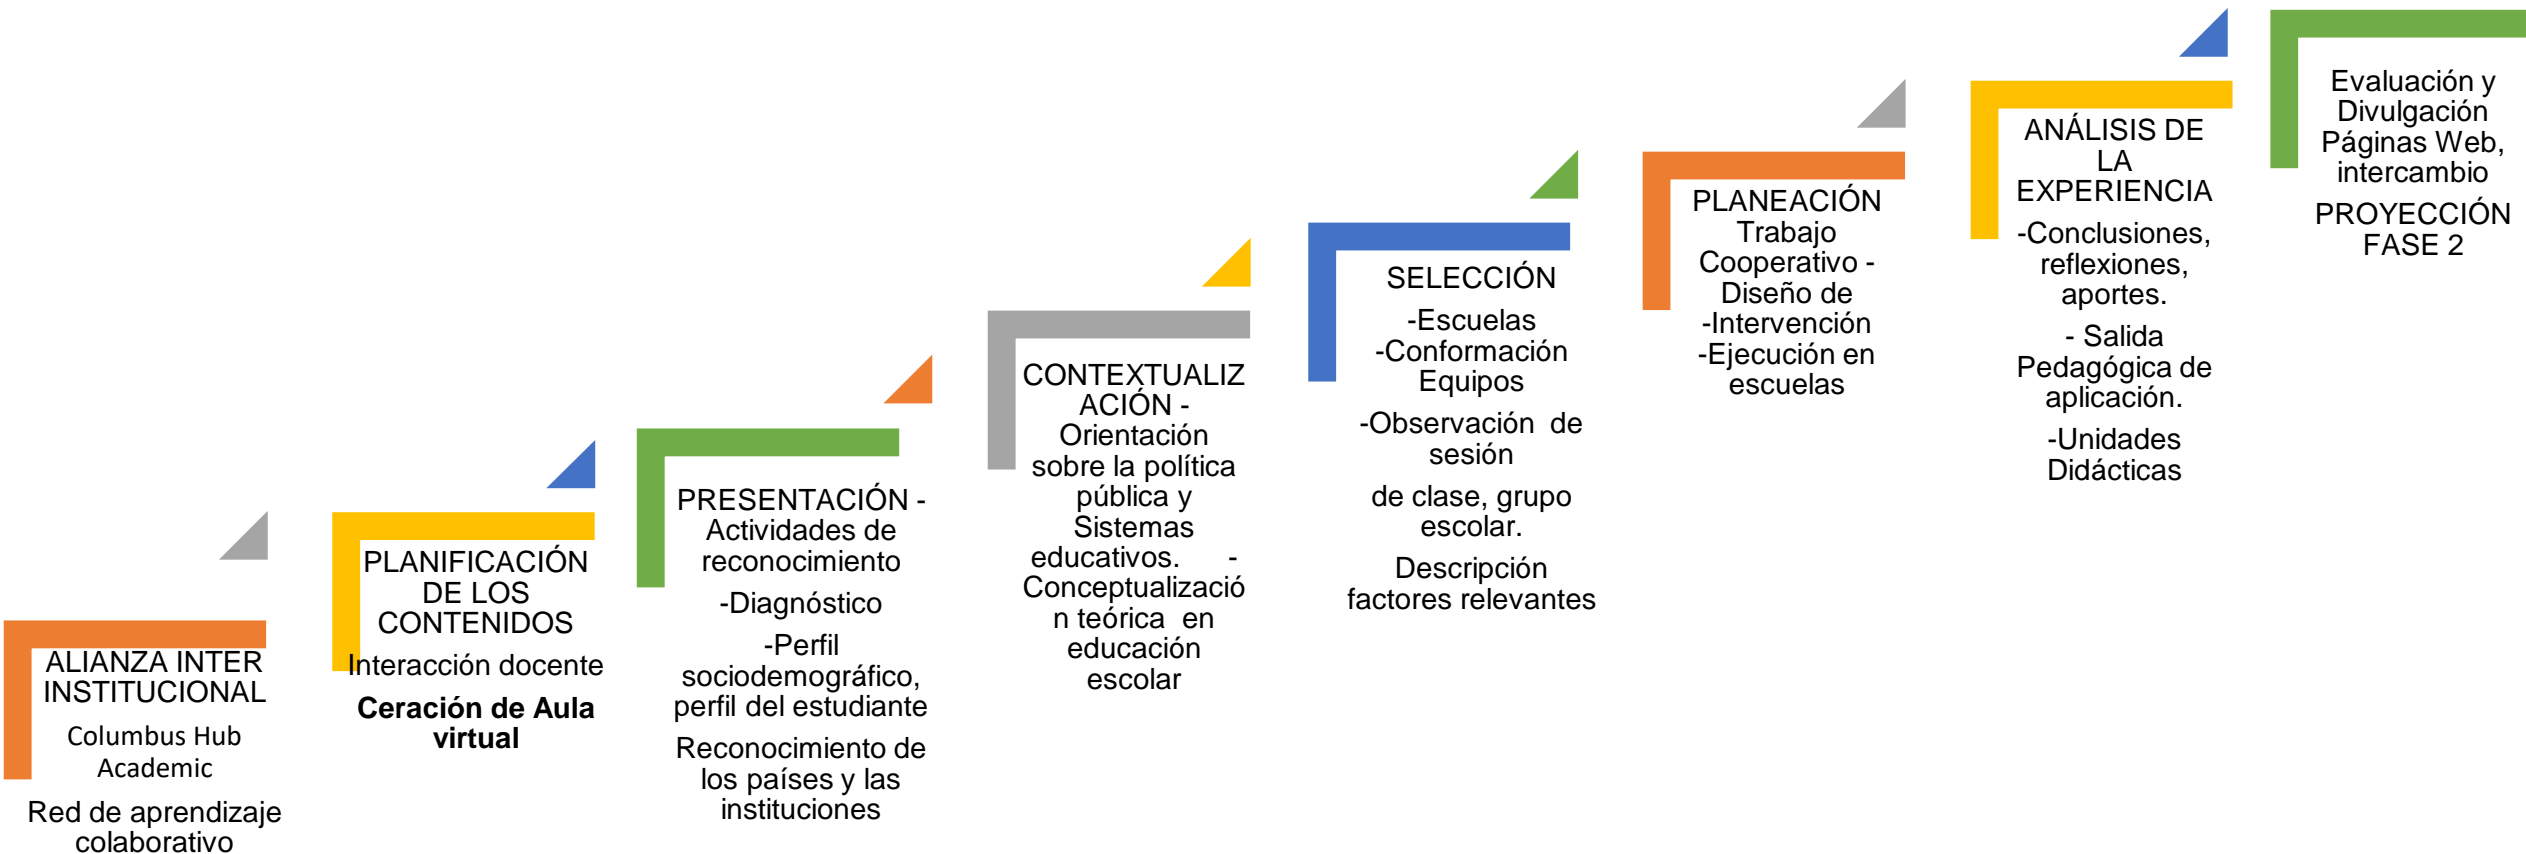 ALIANZA INTER
INSTITUCIONAL
Columbus Hub
Academic
Red de aprendizaje
colaborativo
PLANIFICACIÓN
DE LOS
CONTENIDOS
Interacción docente
Ceración de Aula
virtual
PRESENTACIÓN -
Actividades de
reconocimiento
-Diagnóstico
-Perfil
sociodemográfico,
perfil del estudiante
Reconocimiento de
los países y las
instituciones
CONTEXTUALIZ
ACIÓN -
Orientación
sobre la política
pública y
Sistemas
educativos. -
Conceptualizació
n teórica en
educación
escolar
SELECCIÓN
-Escuelas
-Conformación
Equipos
-Observación de
sesión
de clase, grupo
escolar.
Descripción
factores relevantes
PLANEACIÓN
Trabajo
Cooperativo -
Diseño de
-Intervención
-Ejecución en
escuelas
ANÁLISIS DE
LA
EXPERIENCIA
-Conclusiones,
reflexiones,
aportes.
- Salida
Pedagógica de
aplicación.
-Unidades
Didácticas
Evaluación y
Divulgación
Páginas Web,
intercambio
PROYECCIÓN
FASE 2